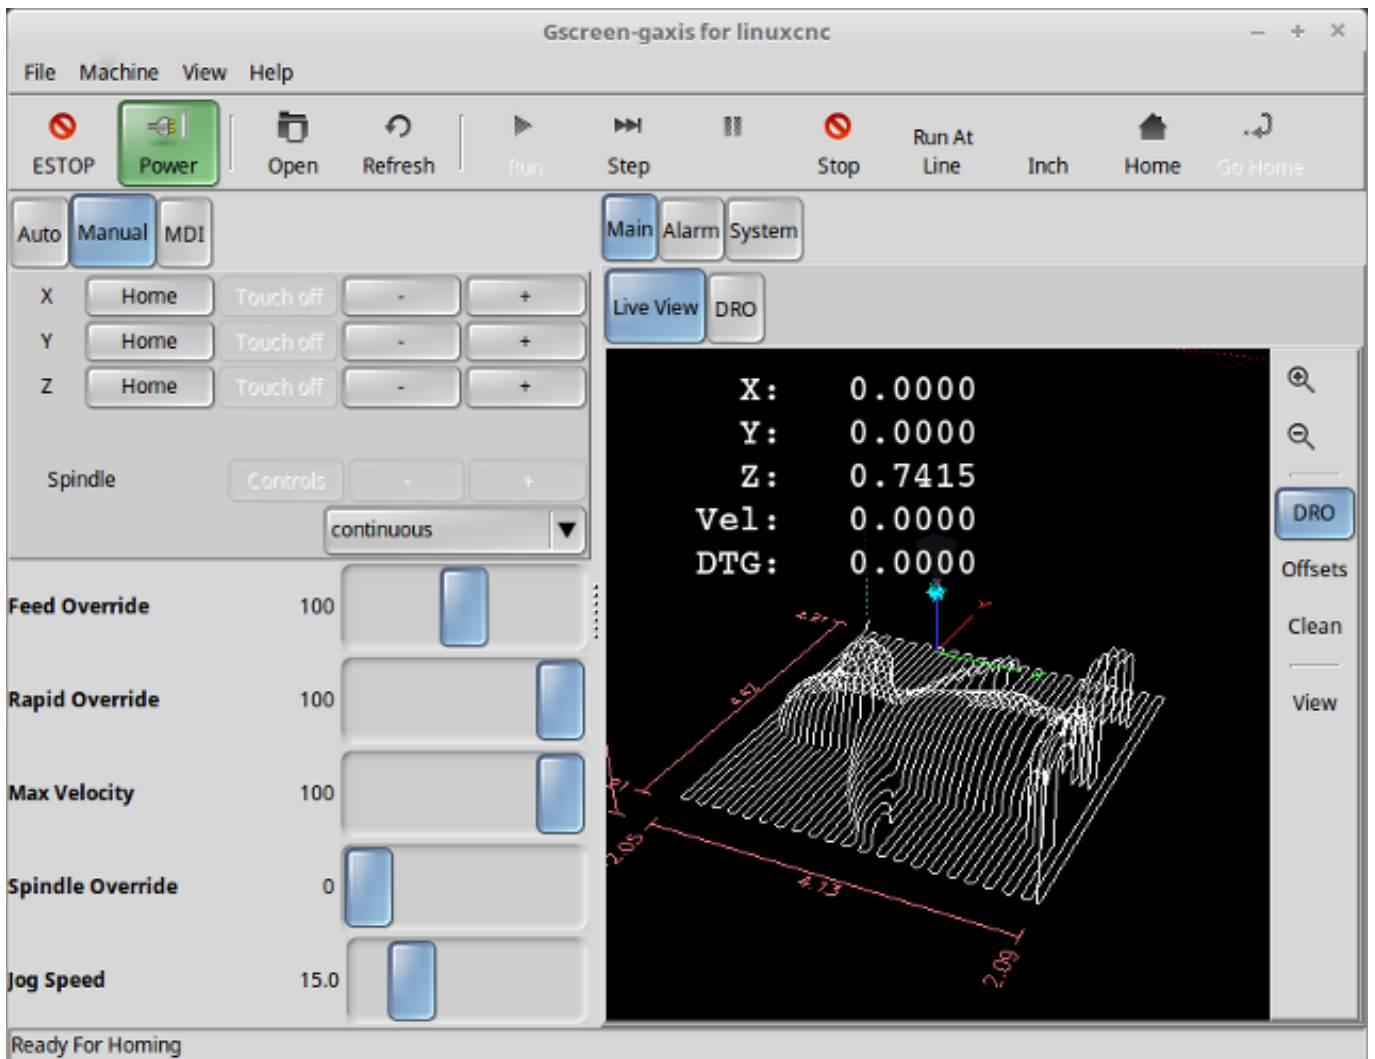 Gscreen-gaxis for linuxcnc
File Machine View Help
ESTOP Power Open Refresh Run Step Stop Run At Line Inch Home Go Home
Auto Manual MDI
Main Alarm System
Live View DRO
X Home Touch off - +
Y Home Touch off - +
Z Home Touch off - +
Spindle Controls - +
continuous
Feed Override 100
Rapid Override 100
Max Velocity 100
Spindle Override 0
Jog Speed 15.0
X: 0.0000
Y: 0.0000
Z: 0.7415
Vel: 0.0000
DTG: 0.0000
4.13
2.09
DRO
Offsets
Clean
View
Ready For Homing